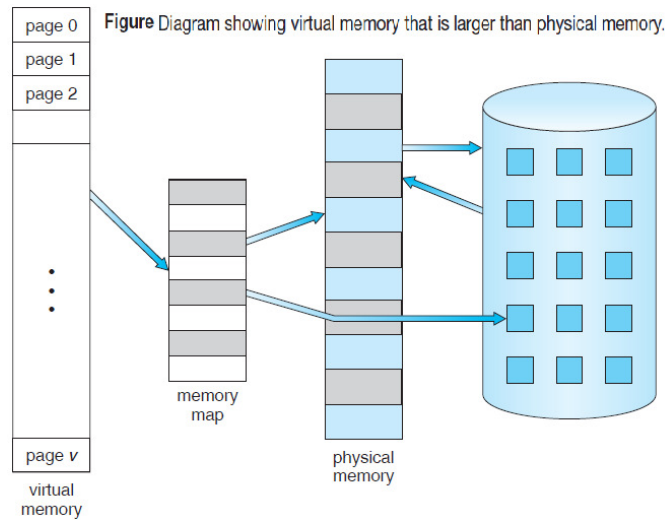 Figure Diagram showing virtual memory that is larger than physical memory.
page 0
page 1
page 2
page v
virtual
memory
memory
map
physical
memory